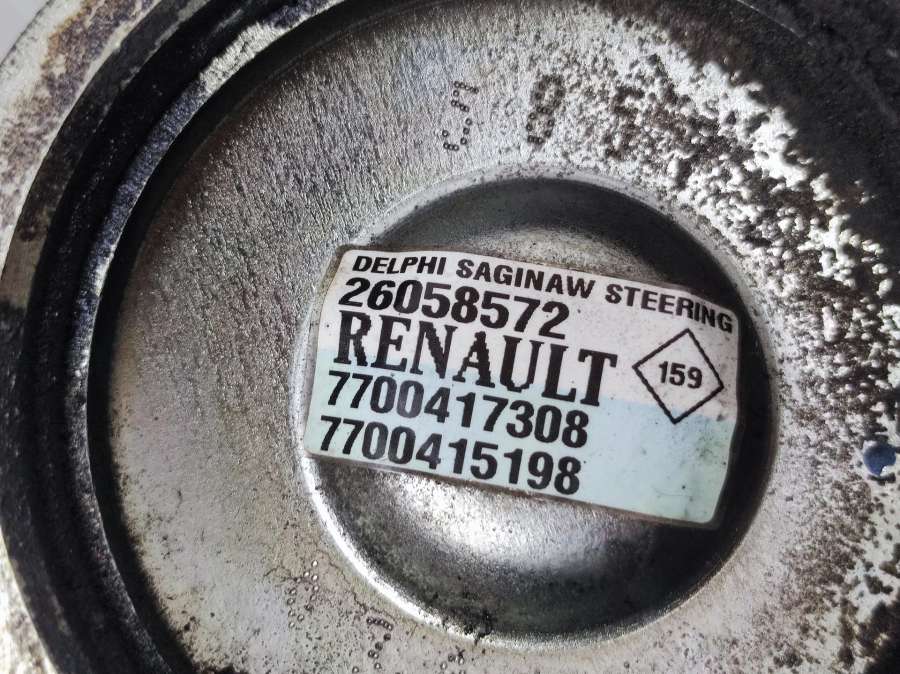 DELPHI SAGINAW STEERING
26058572
RENAULT
159
7700417308
7700415198